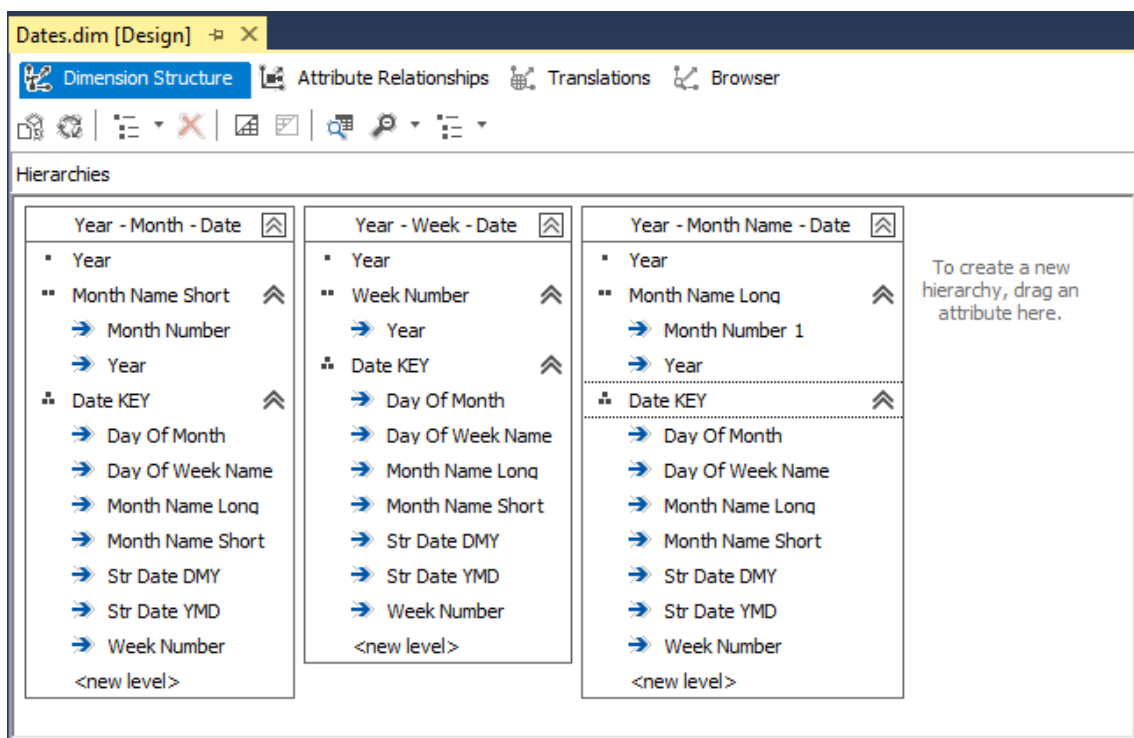 Dates.dim [Design]
Dimension Structure Attribute Relationships Translations Browser
Hierarchies
Year - Month - Date
Year
Month Name Short
Month Number
Year
Date KEY
Day Of Month
Day Of Week Name
Month Name Long
Month Name Short
Str Date DMY
Str Date YMD
Week Number
<new level>
Year - Week - Date
Year
Week Number
Year
Date KEY
Day Of Month
Day Of Week Name
Month Name Long
Month Name Short
Str Date DMY
Str Date YMD
Week Number
<new level>
Year - Month Name - Date
Year
Month Name Long
Month Number 1
Year
Date KEY
Day Of Month
Day Of Week Name
Month Name Long
Month Name Short
Str Date DMY
Str Date YMD
Week Number
<new level>
To create a new
hierarchy, drag an
attribute here.